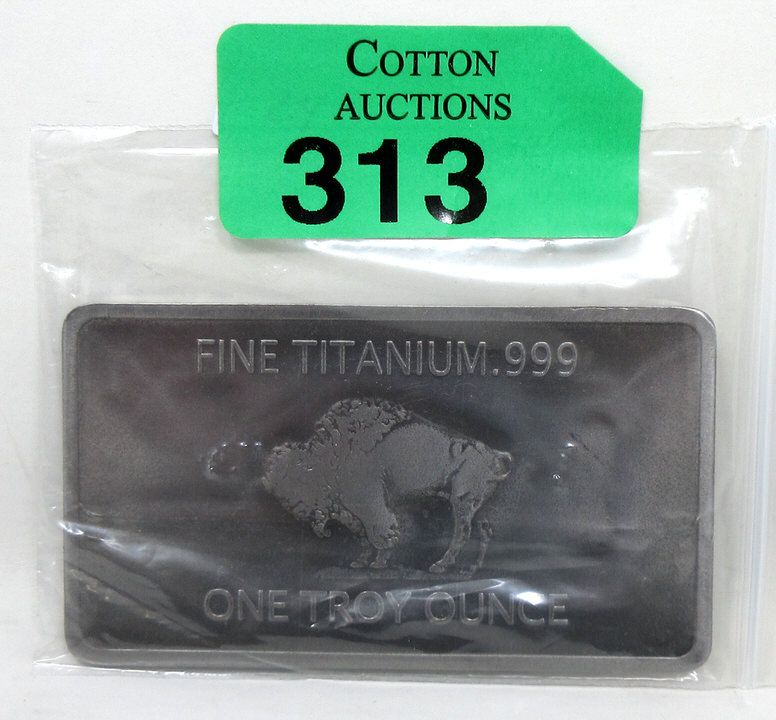 COTTON
AUCTIONS
313
FINE TITANIUM.999
ONE TROY OUNCE